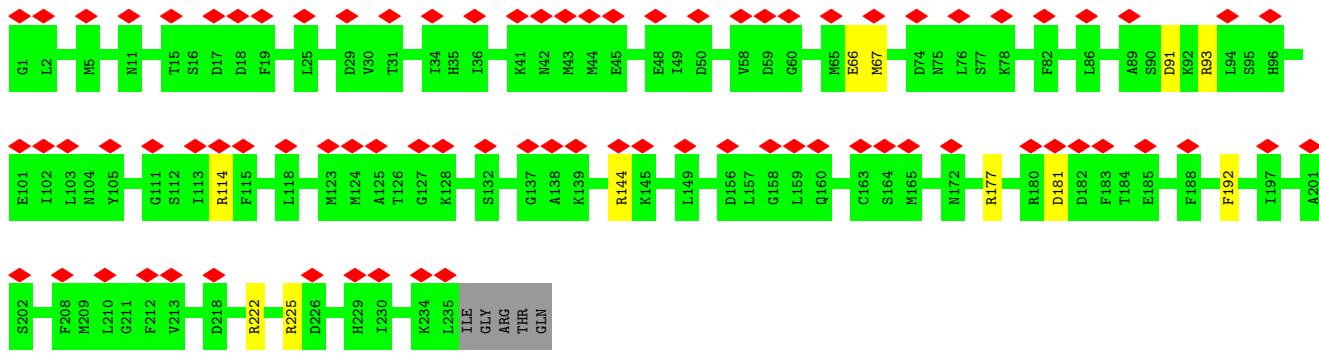 G1 L2 M5 N11 T15 S16 D17 D18 F19 L25 D29 V30 T31 I34 H35 I36 K41 N42 M43 M44 E45 E48 I49 D50 V58 D59 G60 M65 E66 M67 D74 N75 L76 S77 K78 F82 L86 A89 S90 D91 K92 R93 L94 S95 H96
E101 I102 L103 N104 Y105 G111 S112 I113 R114 F115 L118 M123 M124 A125 T126 G127 K128 S132 G137 A138 K139 R144 K145 L149 D156 L157 G158 L159 Q160 C163 S164 M165 N172 R177 R180 D181 D182 F183 T184 E185 F188 F192 I197 A201
S202 F208 M209 L210 G211 F212 V213 D218 R222 R225 D226 H229 I230 K234 L235 ILE GLY ARG THR GLN